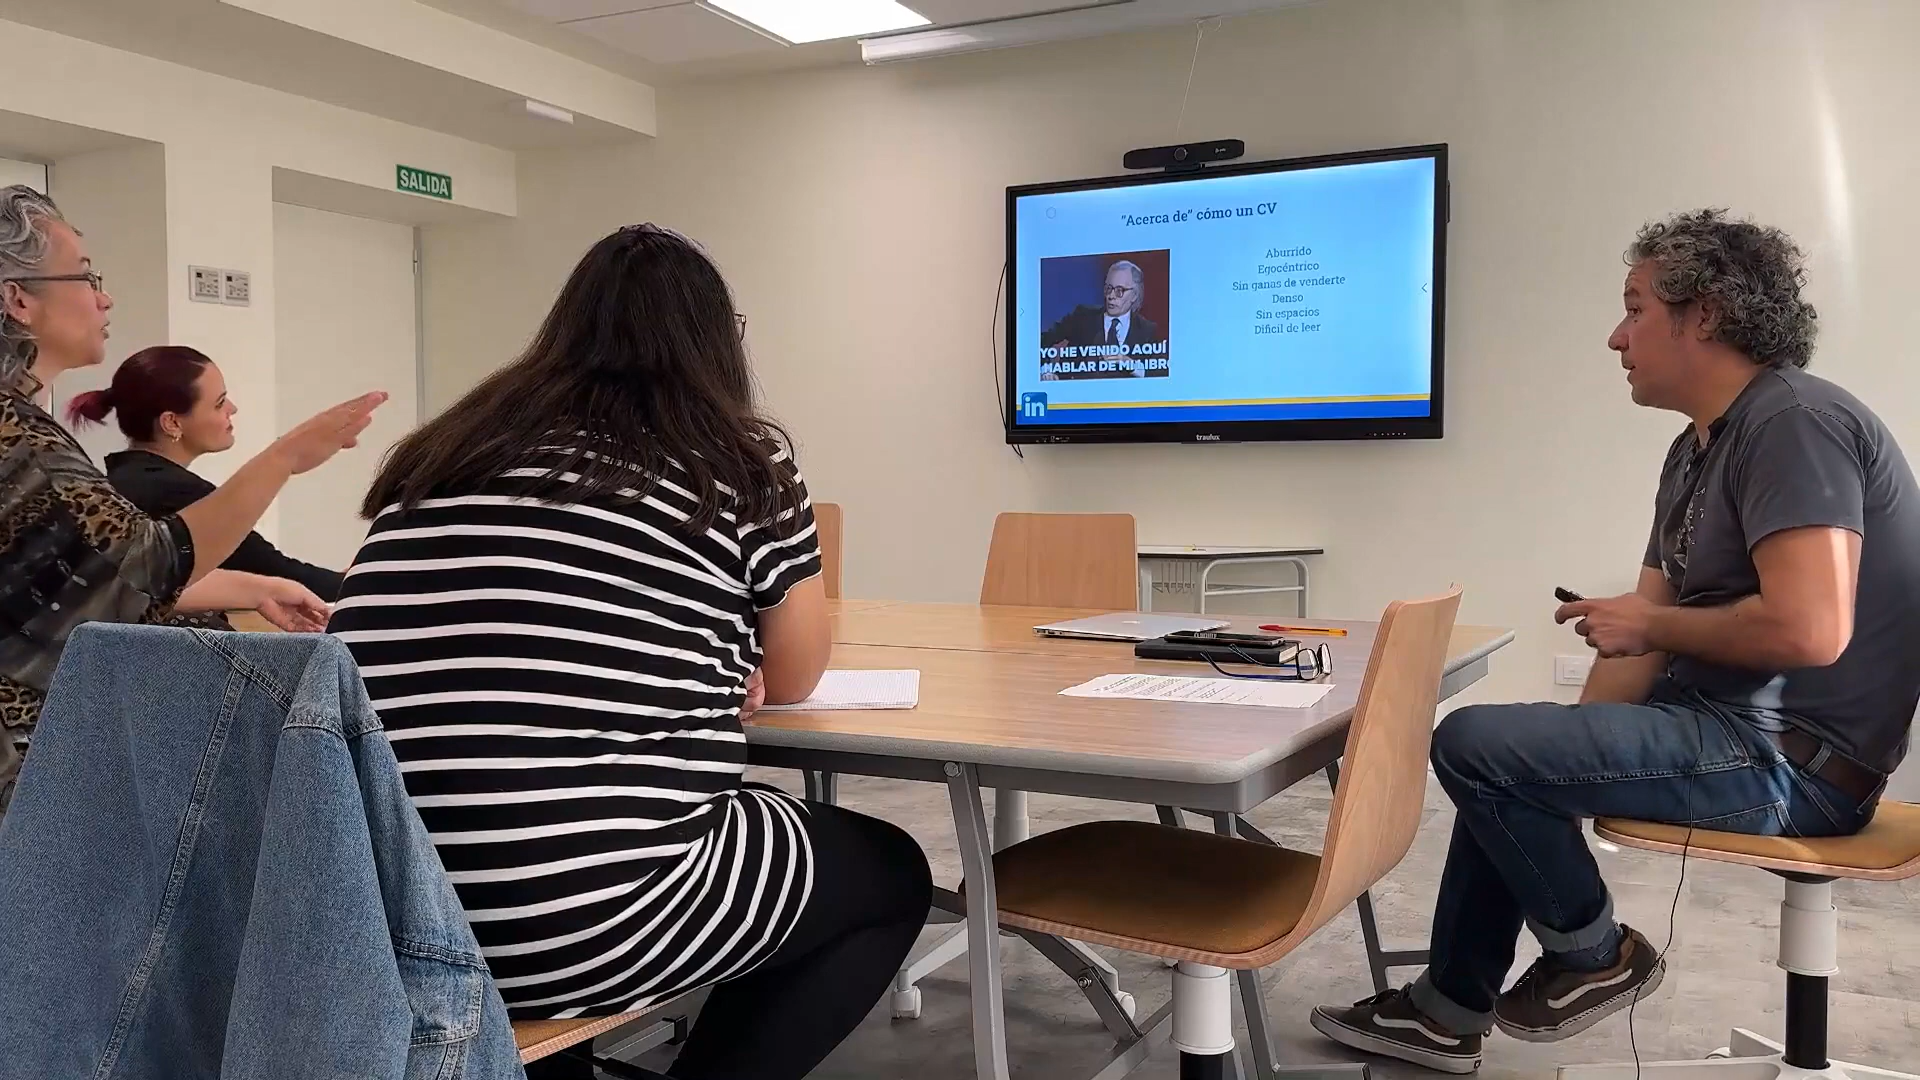 SALIDA
"Acerca de" cómo un CV
Aburrido
Egocéntrico
Sin ganas de venderte
Denso
Sin espacios
Difícil de leer
YO HE VENIDO AQUÍ
HABLAR DE MI LIBR
in
traulux